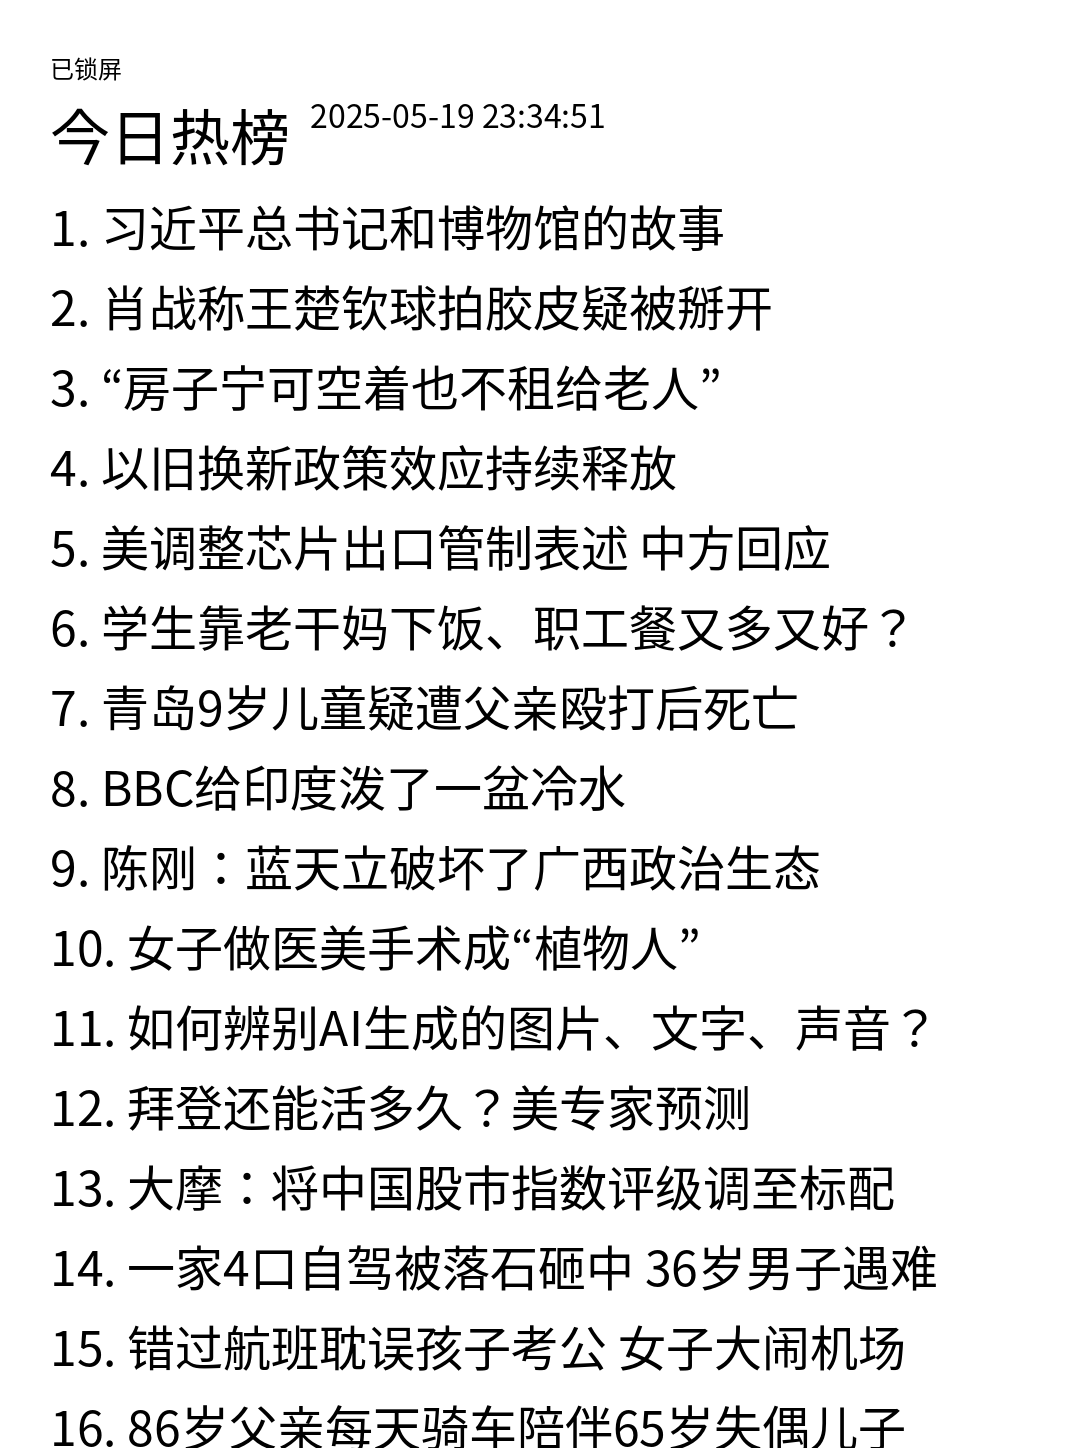 已锁屏
今日热榜 2025-05-19 23:34:51
1. 习近平总书记和博物馆的故事
2. 肖战称王楚钦球拍胶皮疑被掰开
3. “房子宁可空着也不租给老人”
4. 以旧换新政策效应持续释放
5. 美调整芯片出口管制表述 中方回应
6. 学生靠老干妈下饭、职工餐又多又好？
7. 青岛9岁儿童疑遭父亲殴打后死亡
8. BBC给印度泼了一盆冷水
9. 陈刚：蓝天立破坏了广西政治生态
10. 女子做医美手术成“植物人”
11. 如何辨别AI生成的图片、文字、声音？
12. 拜登还能活多久？美专家预测
13. 大摩：将中国股市指数评级调至标配
14. 一家4口自驾被落石砸中 36岁男子遇难
15. 错过航班耽误孩子考公 女子大闹机场
16. 86岁父亲每天骑车陪伴65岁失偶儿子